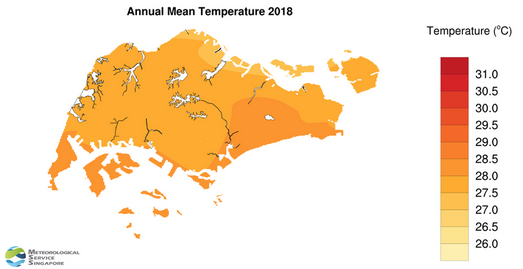 Annual Mean Temperature 2018
Temperature (°C)
31.0
30.5
30.0
29.5
29.0
28.5
28.0
27.5
27.0
26.5
26.0
METEOROLOGICAL
SERVICE
SINGAPORE